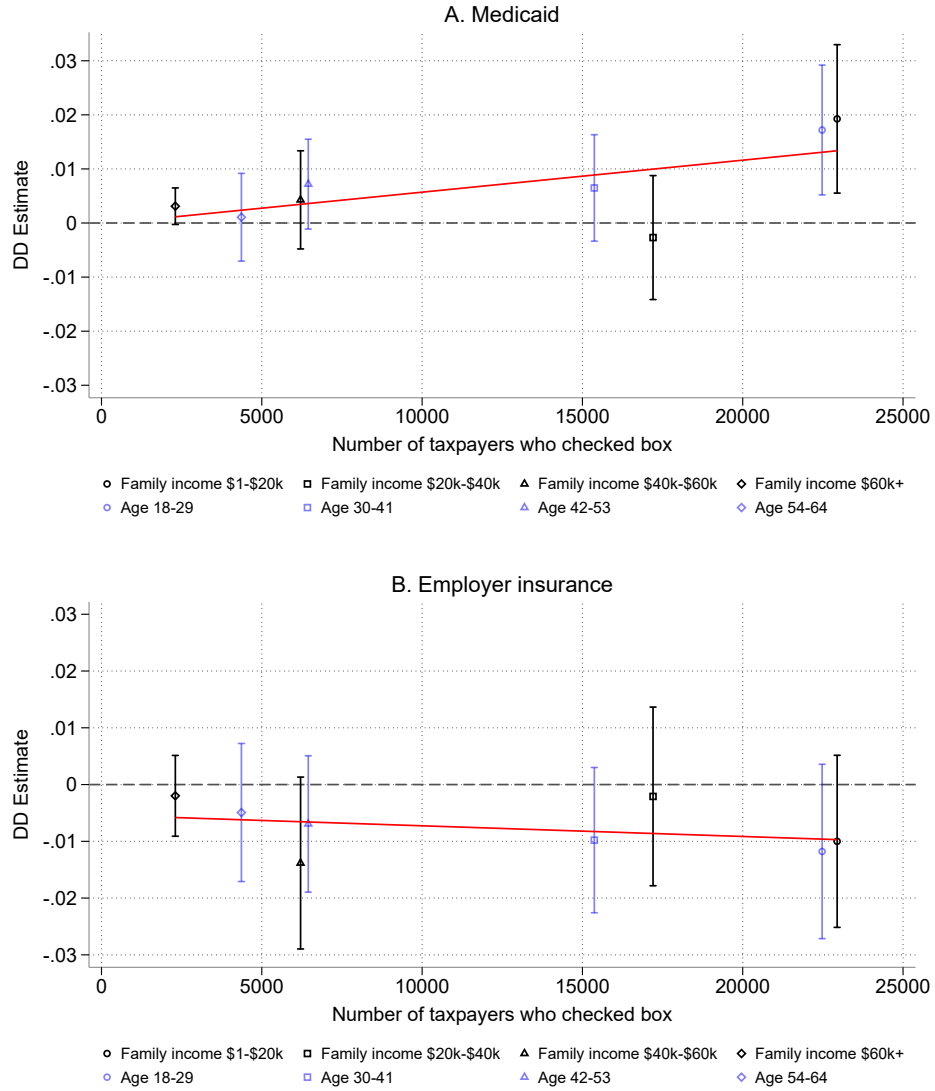 A. Medicaid
.03
.02
.01
0
-.01
-.02
-.03
DD Estimate
0 5000 10000 15000 20000 25000
Number of taxpayers who checked box
Family income $1-$20k Family income $20k-$40k Family income $40k-$60k Family income $60k+
Age 18-29 Age 30-41 Age 42-53 Age 54-64
B. Employer insurance
.03
.02
.01
0
-.01
-.02
-.03
DD Estimate
0 5000 10000 15000 20000 25000
Number of taxpayers who checked box
Family income $1-$20k Family income $20k-$40k Family income $40k-$60k Family income $60k+
Age 18-29 Age 30-41 Age 42-53 Age 54-64